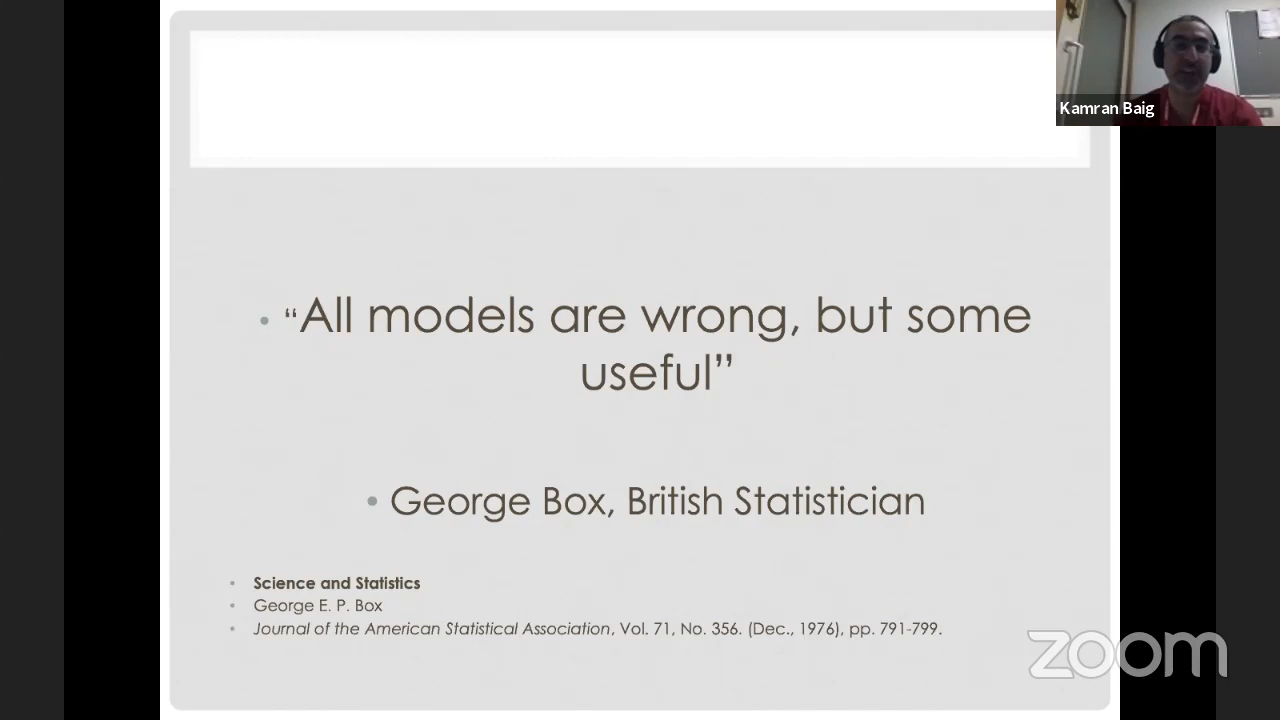 Kamran Baig
• “All models are wrong, but some
useful”
• George Box, British Statistician
• Science and Statistics
• George E. P. Box
• Journal of the American Statistical Association, Vol. 71, No. 356. (Dec., 1976), pp. 791-799.
zoom